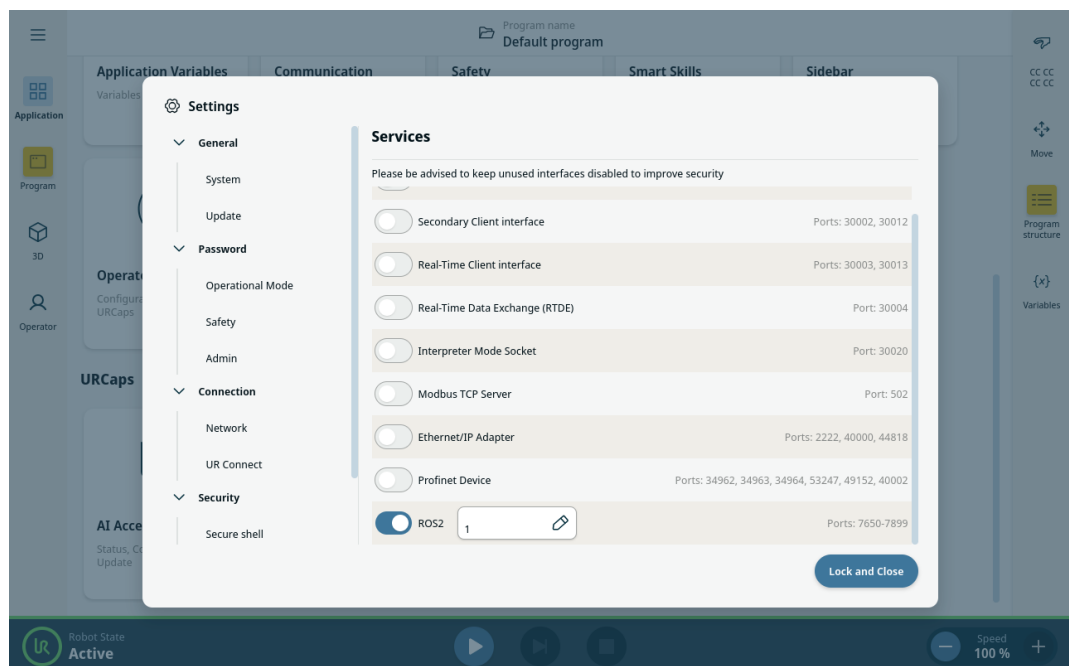 Program name
Default program
Application
Program
3D
Operator
Application Variables
Variables
Communication
Safety
Smart Skills
Sidebar
Operat
Configura
URCaps
URCaps
AI Acce
Status, Co
Update
Settings
General
System
Update
Password
Operational Mode
Safety
Admin
Connection
Network
UR Connect
Security
Secure shell
Services
Please be advised to keep unused interfaces disabled to improve security
Secondary Client interface Ports: 30002, 30012
Real-Time Client interface Ports: 30003, 30013
Real-Time Data Exchange (RTDE) Port: 30004
Interpreter Mode Socket Port: 30020
Modbus TCP Server Port: 502
Ethernet/IP Adapter Ports: 2222, 40000, 44818
Profinet Device Ports: 34962, 34963, 34964, 53247, 49152, 40002
ROS2 1 Ports: 7650-7899
Lock and Close
CC CC
CC CC
Move
Program
structure
{x}
Variables
UR
Robot State
Active
Speed
100 %